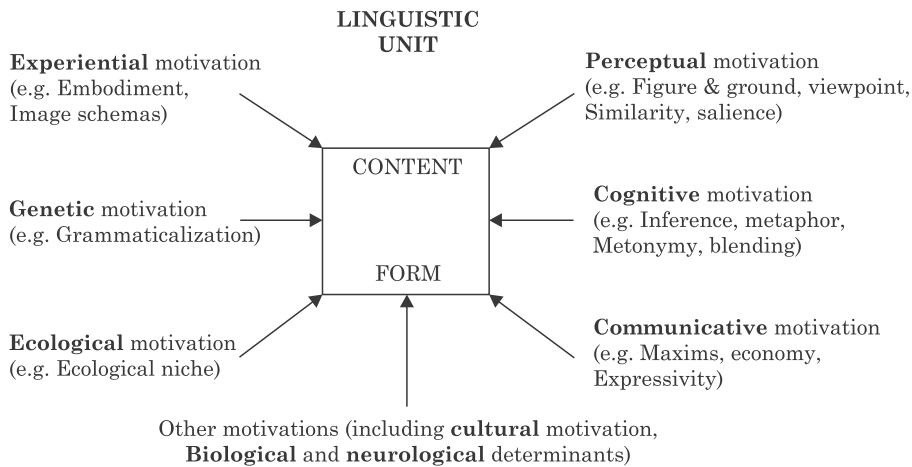 LINGUISTIC
UNIT
Experiential motivation
(e.g. Embodiment,
Image schemas)
Perceptual motivation
(e.g. Figure & ground, viewpoint,
Similarity, salience)
CONTENT
Genetic motivation
(e.g. Grammaticalization)
Cognitive motivation
(e.g. Inference, metaphor,
Metonymy, blending)
FORM
Ecological motivation
(e.g. Ecological niche)
Communicative motivation
(e.g. Maxims, economy,
Expressivity)
Other motivations (including cultural motivation,
Biological and neurological determinants)